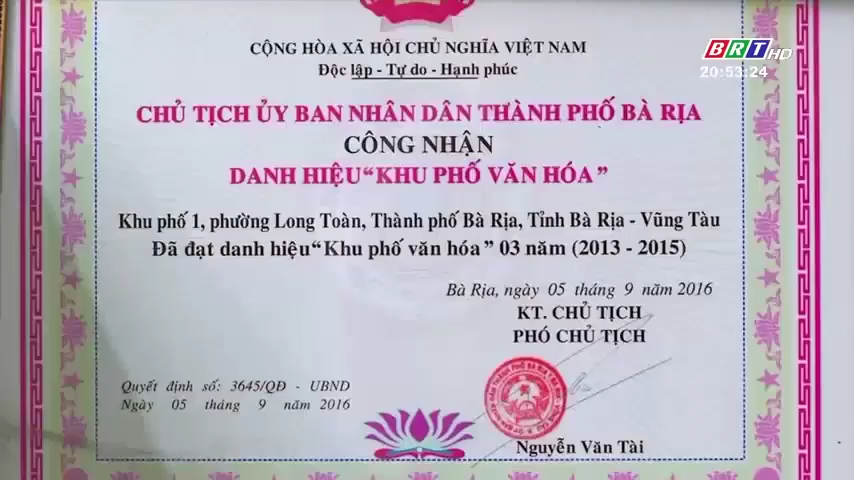 CỘNG HÒA XÃ HỘI CHỦ NGHĨA VIỆT NAM
Độc lập - Tự do - Hạnh phúc
BRT HD
20:53:24
CHỦ TỊCH ỦY BAN NHÂN DÂN THÀNH PHỐ BÀ RỊA
CÔNG NHẬN
DANH HIỆU “KHU PHỐ VĂN HÓA”
Khu phố 1, phường Long Toàn, Thành phố Bà Rịa, Tỉnh Bà Rịa - Vũng Tàu
Đã đạt danh hiệu “Khu phố văn hóa” 03 năm (2013 - 2015)
Bà Rịa, ngày 05 tháng 9 năm 2016
KT. CHỦ TỊCH
PHÓ CHỦ TỊCH
Quyết định số: 3645/QĐ - UBND
Ngày 05 tháng 9 năm 2016
Nguyễn Văn Tài